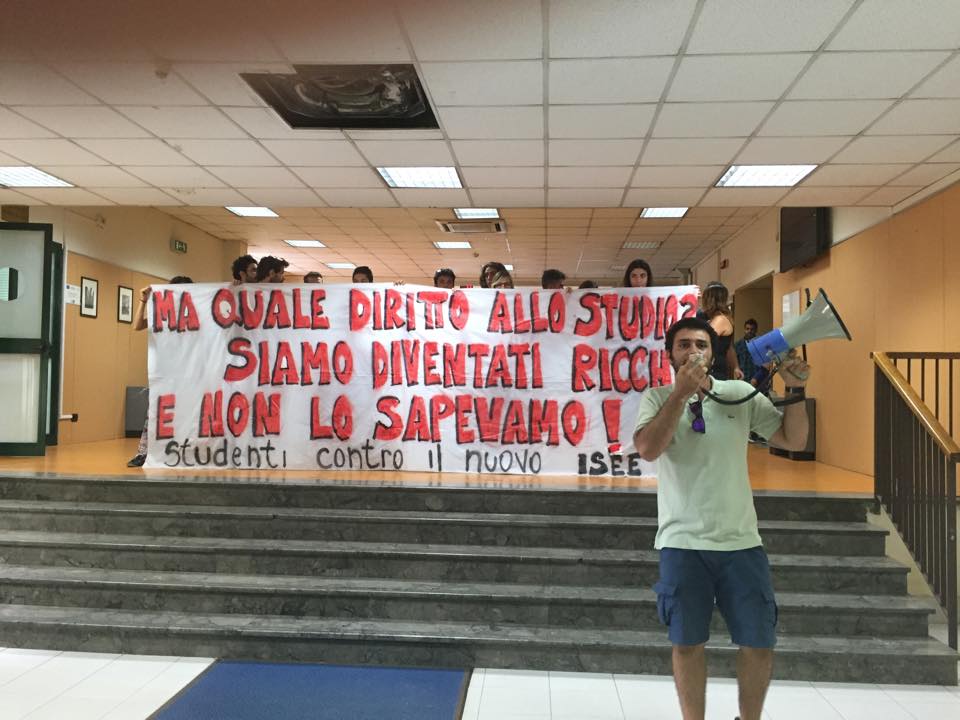 MA QUALE DIRITTO ALLO STUDIO?
SIAMO DIVENTATI RICCHI
E NON LO SAPEVAMO!
studenti contro il nuovo ISEE